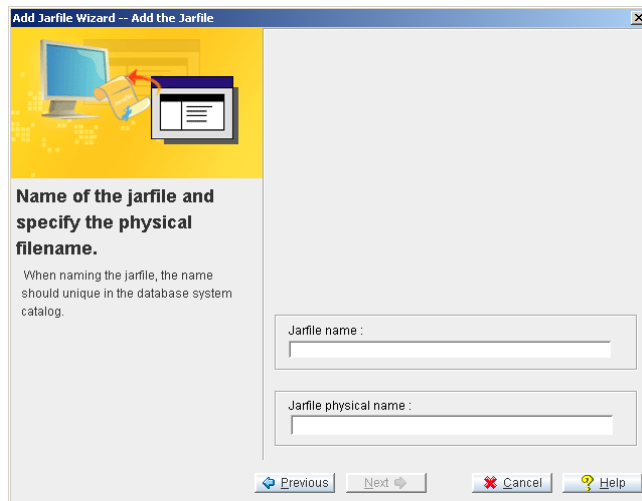 Add Jarfile Wizard -- Add the Jarfile
Name of the jarfile and
specify the physical
filename.
When naming the jarfile, the name
should unique in the database system
catalog.
Jarfile name :
Jarfile physical name :
Previous
Next
Cancel
Help